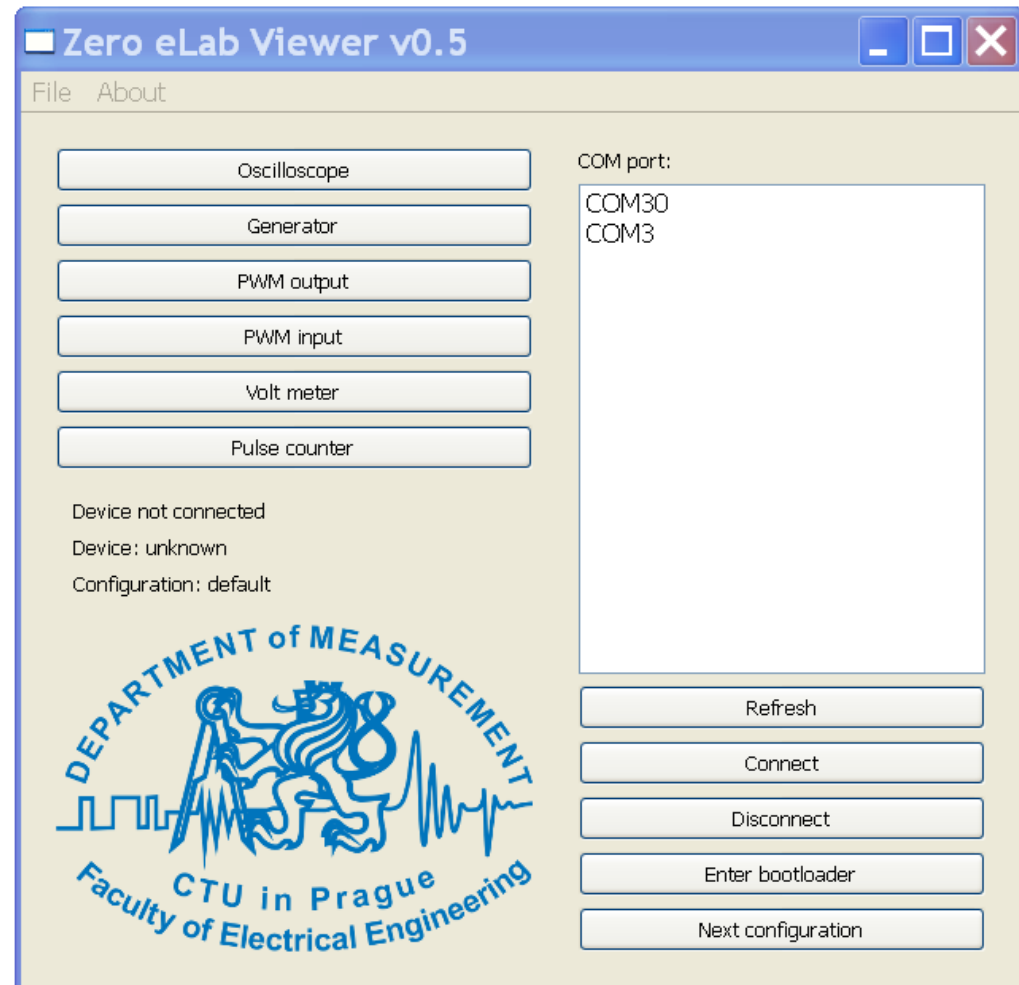 Zero eLab Viewer v0.5
File About
Oscilloscope
Generator
PWM output
PWM input
Volt meter
Pulse counter
Device not connected
Device: unknown
Configuration: default
DEPARTMENT of MEASUREMENT
CTU in Prague
Faculty of Electrical Engineering
COM port:
COM30
COM3
Refresh
Connect
Disconnect
Enter bootloader
Next configuration